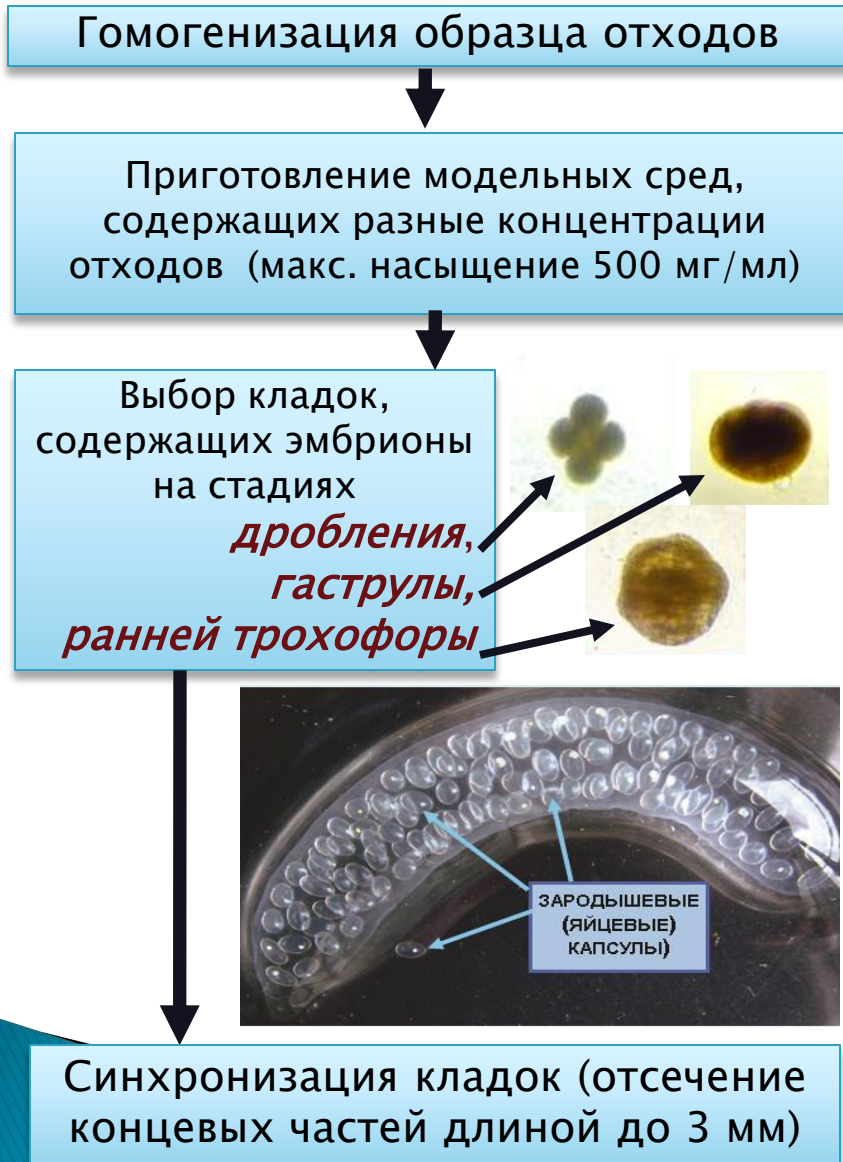 Гомогенизация образца отходов
Приготовление модельных сред,
содержащих разные концентрации
отходов (макс. насыщение 500 мг/мл)
Выбор кладок,
содержащих эмбрионы
на стадиях
дробления,
гаструлы,
ранней трохофоры
ЗАРОДЫШЕВЫЕ
(ЯЙЦЕВЫЕ)
КАПСУЛЫ)
Синхронизация кладок (отсечение
концевых частей длиной до 3 мм)